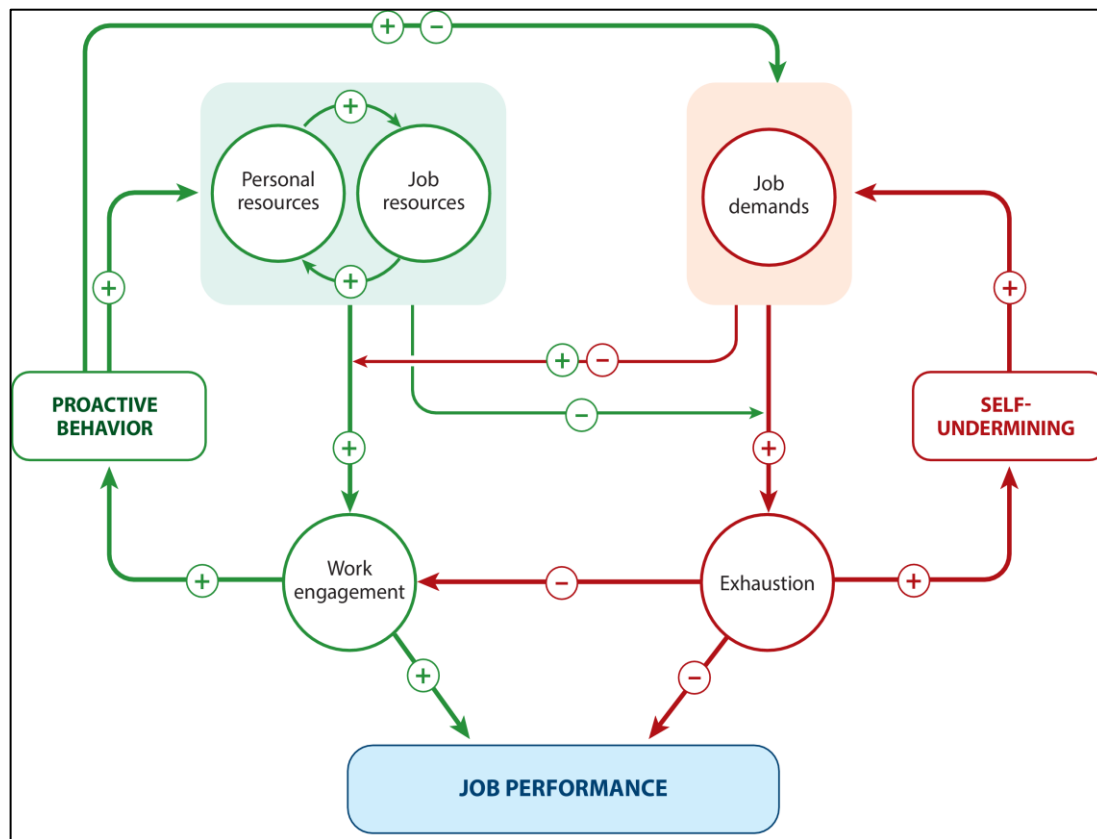 + −
+
Personal
resources
Job
resources
+
Job
demands
+
+
+ −
−
PROACTIVE
BEHAVIOR
SELF-
UNDERMINING
+
+
Work
engagement
Exhaustion
+
−
+
+
−
JOB PERFORMANCE